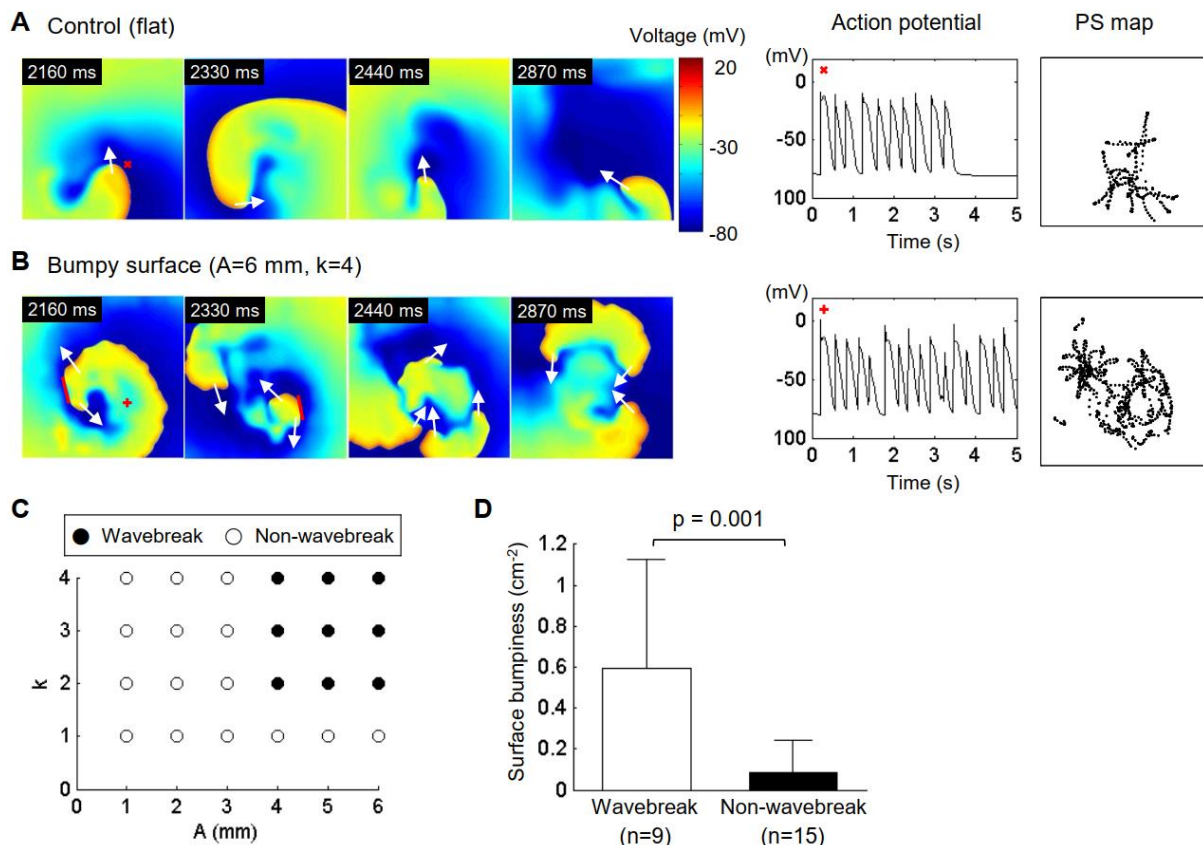 A Control (flat)
Voltage (mV)
Action potential
PS map
2160 ms
2330 ms
2440 ms
2870 ms
20
-30
-80
(mV)
0
-50
100
0 1 2 3 4 5
Time (s)
B Bumpy surface (A=6 mm, k=4)
2160 ms
2330 ms
2440 ms
2870 ms
(mV)
0
-50
100
0 1 2 3 4 5
Time (s)
C
Wavebreak Non-wavebreak
4
3
2
1
0
k
0 1 2 3 4 5 6
A (mm)
D
p = 0.001
Surface bumpiness (cm⁻²)
1.2
1
0.8
0.6
0.4
0.2
0
Wavebreak
(n=9)
Non-wavebreak
(n=15)